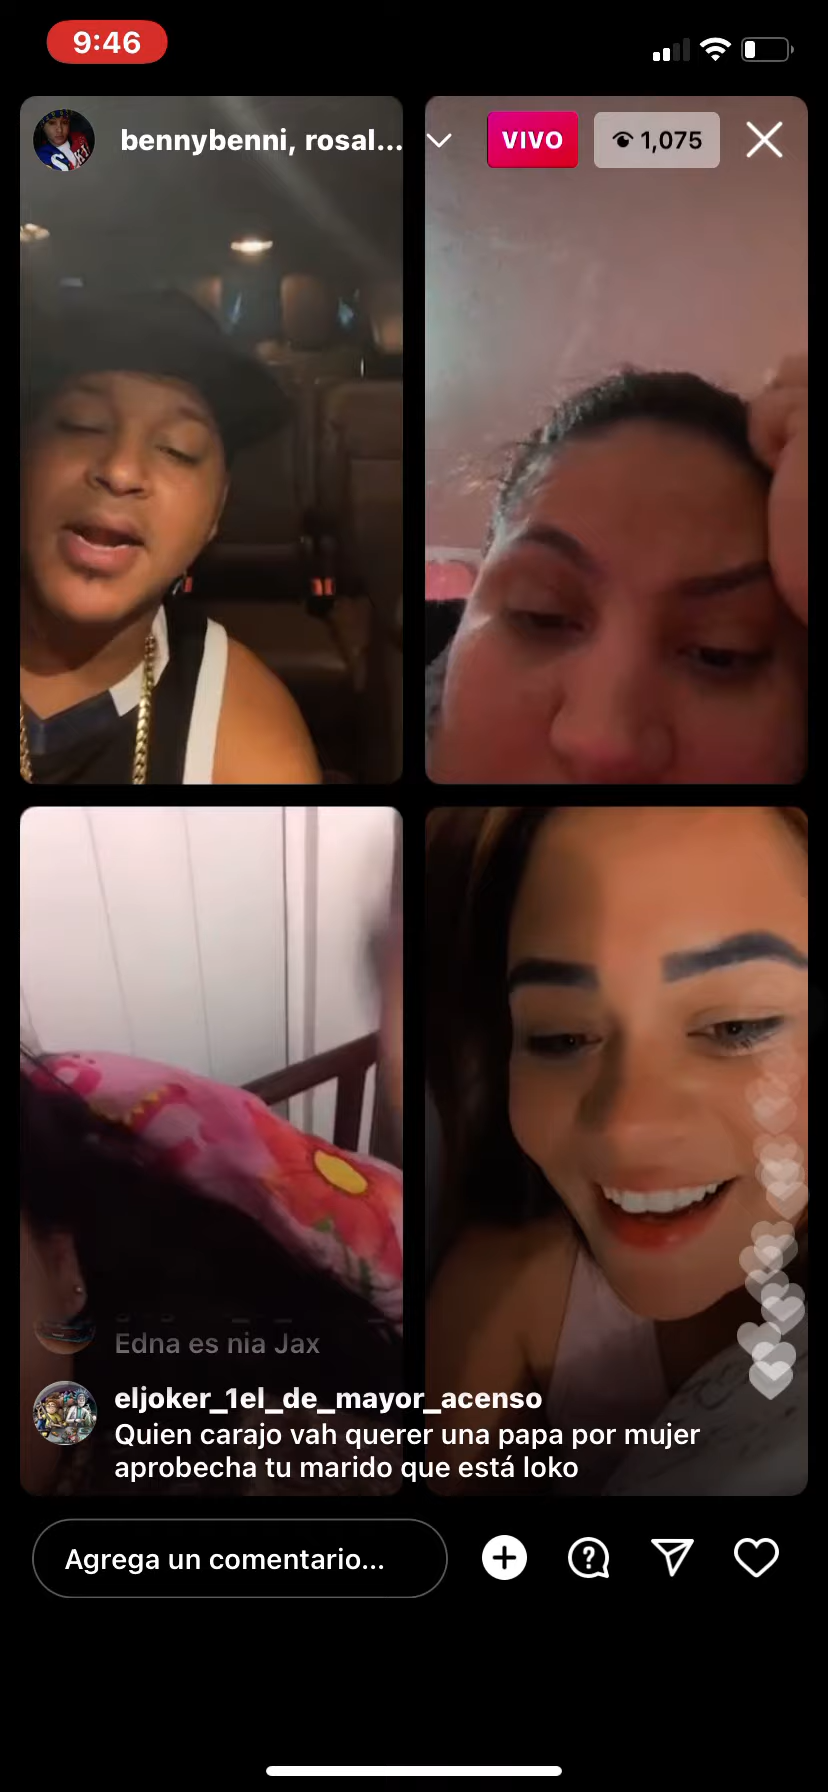 9:46
bennybenni, rosal...
VIVO
1,075
Edna es nia Jax
eljoker_1el_de_mayor_acenso
Quien carajo vah querer una papa por mujer
aprobecha tu marido que está loko
Agrega un comentario...